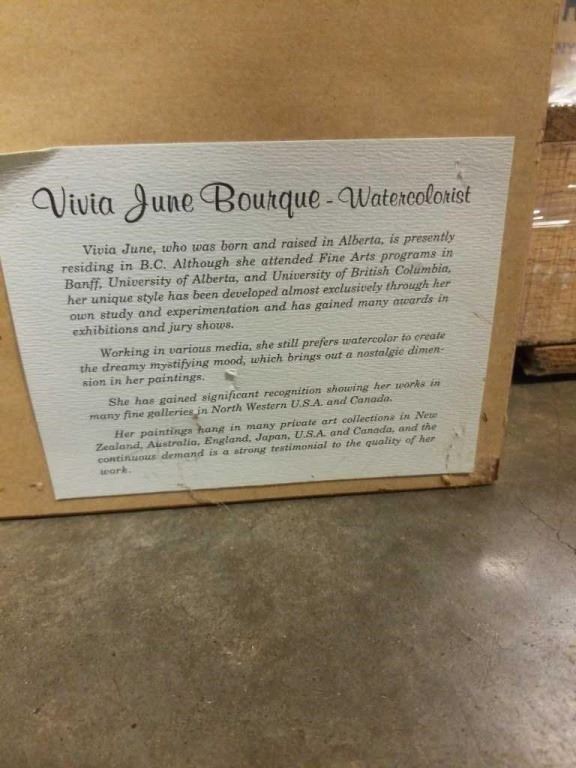 Vivia June Bourque - Watercolorist
Vivia June, who was born and raised in Alberta, is presently
residing in B.C. Although she attended Fine Arts programs in
Banff, University of Alberta, and University of British Columbia,
her unique style has been developed almost exclusively through her
own study and experimentation and has gained many awards in
exhibitions and jury shows.
Working in various media, she still prefers watercolor to create
the dreamy mystifying mood, which brings out a nostalgic dimen-
sion in her paintings.
She has gained significant recognition showing her works in
many fine galleries in North Western U.S.A. and Canada.
Her paintings hang in many private art collections in New
Zealand, Australia, England, Japan, U.S.A. and Canada, and the
continuous demand is a strong testimonial to the quality of her
work.